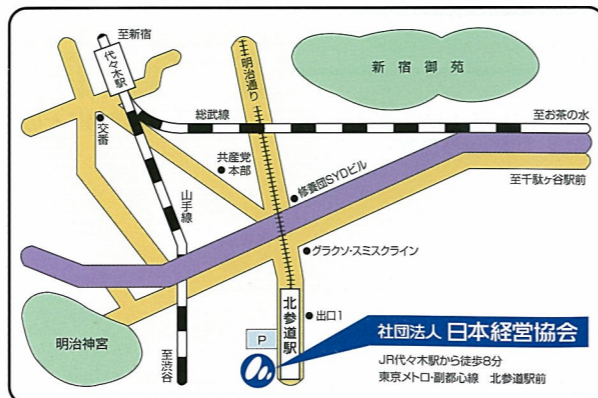 至新宿
代々木駅
明治通り
新宿御苑
総武線
至お茶の水
交番
共産党
本部
修養団SYDビル
至千駄ヶ谷駅前
山手線
グラクソ・スミスクライン
北参道駅
出口1
P
明治神宮
至渋谷
社団法人 日本経営協会
JR代々木駅から徒歩8分
東京メトロ・副都心線 北参道駅前